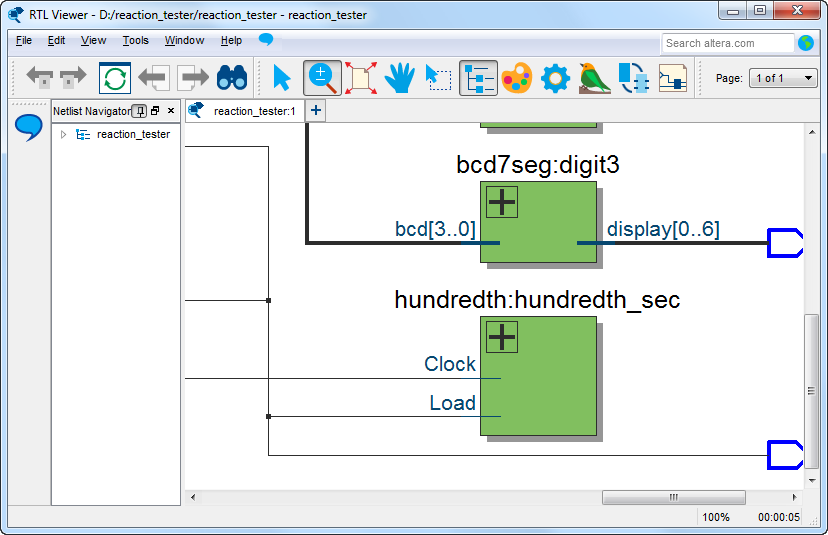 RTL Viewer - D:/reaction_tester/reaction_tester - reaction_tester
File Edit View Tools Window Help
Search altera.com
Page: 1 of 1
Netlist Navigator
reaction_tester:1
reaction_tester
bcd7seg:digit3
bcd[3..0]
display[0..6]
hundredth:hundredth_sec
Clock
Load
100% 00:00:05